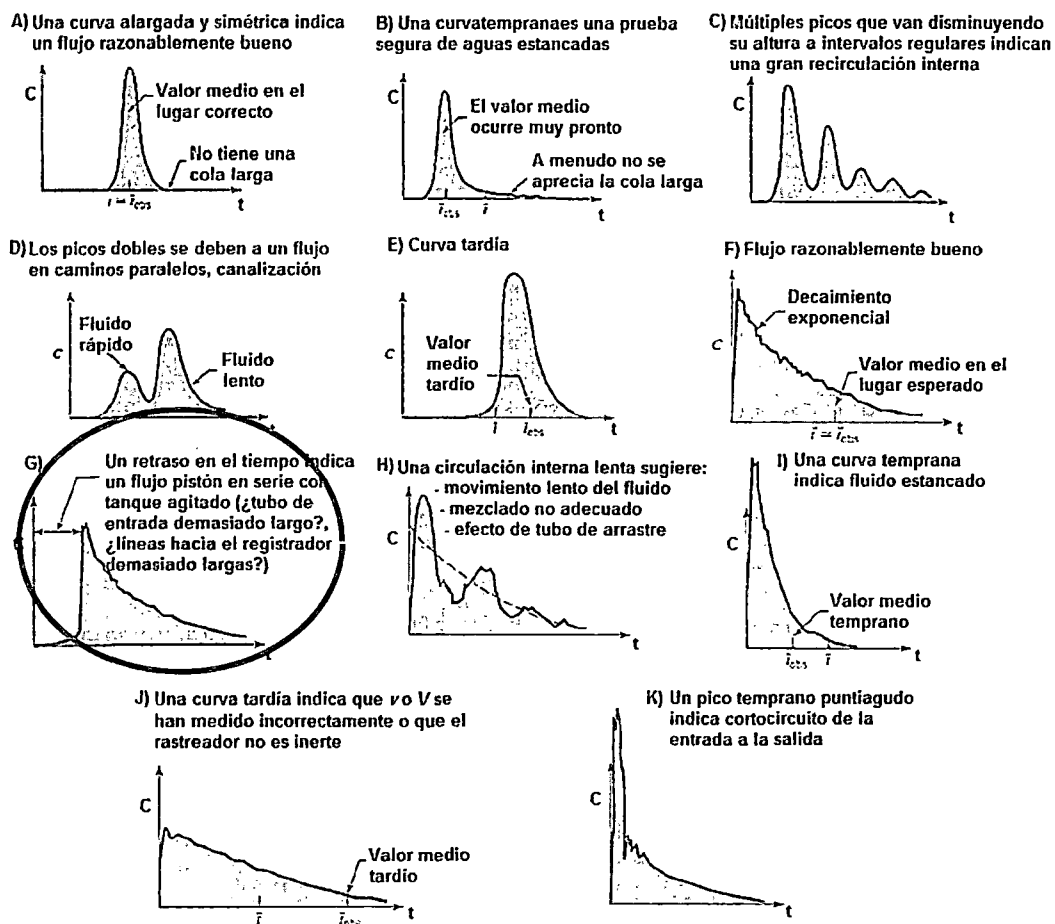 A) Una curva alargada y simétrica indica
un flujo razonablemente bueno
C
Valor medio en el
lugar correcto
No tiene una
cola larga
t
B) Una curvatempranaes una prueba
segura de aguas estancadas
C
El valor medio
ocurre muy pronto
A menudo no se
aprecia la cola larga
t
C) Múltiples picos que van disminuyendo
su altura a intervalos regulares indican
una gran recirculación interna
C
t
D) Los picos dobles se deben a un flujo
en caminos paralelos, canalización
C
Fluido
rápido
Fluido
lento
t
E) Curva tardía
C
Valor
medio
tardío
t
F) Flujo razonablemente bueno
C
Decaimiento
exponencial
Valor medio en el
lugar esperado
t
G)
Un retraso en el tiempo indica
un flujo pistón en serie con
tanque agitado (¿tubo de
entrada demasiado largo?,
¿líneas hacia el registrador
demasiado largas?)
t
H) Una circulación interna lenta sugiere:
- movimiento lento del fluido
- mezclado no adecuado
- efecto de tubo de arrastre
C
t
I) Una curva temprana
indica fluido estancado
C
Valor medio
temprano
t
J) Una curva tardía indica que v o V se
han medido incorrectamente o que el
rastreador no es inerte
C
Valor medio
tardío
t
K) Un pico temprano puntiagudo
indica cortocircuito de la
entrada a la salida
C
t